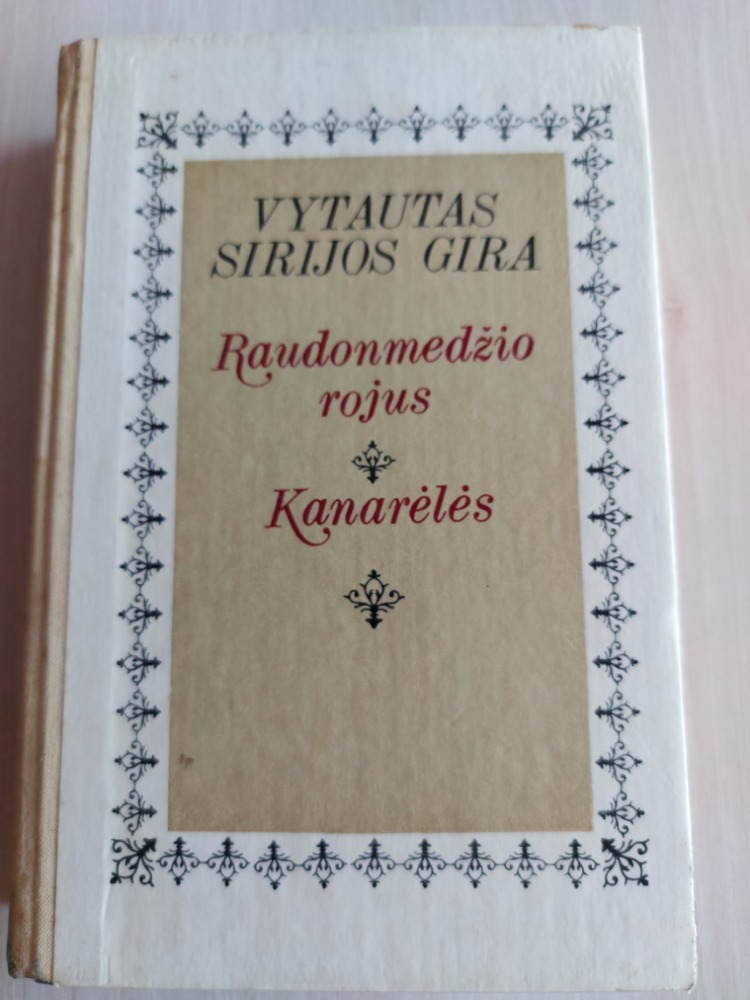 VYTAUTAS
SIRIJOS GIRA
Raudonmedžio
rojus
Kanarėlės